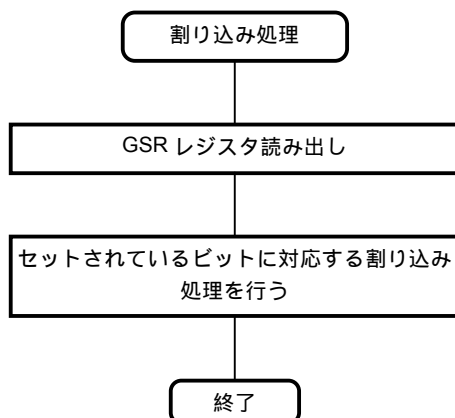 割り込み処理
GSR レジスタ読み出し
セットされているビットに対応する割り込み
処理を行う
終了